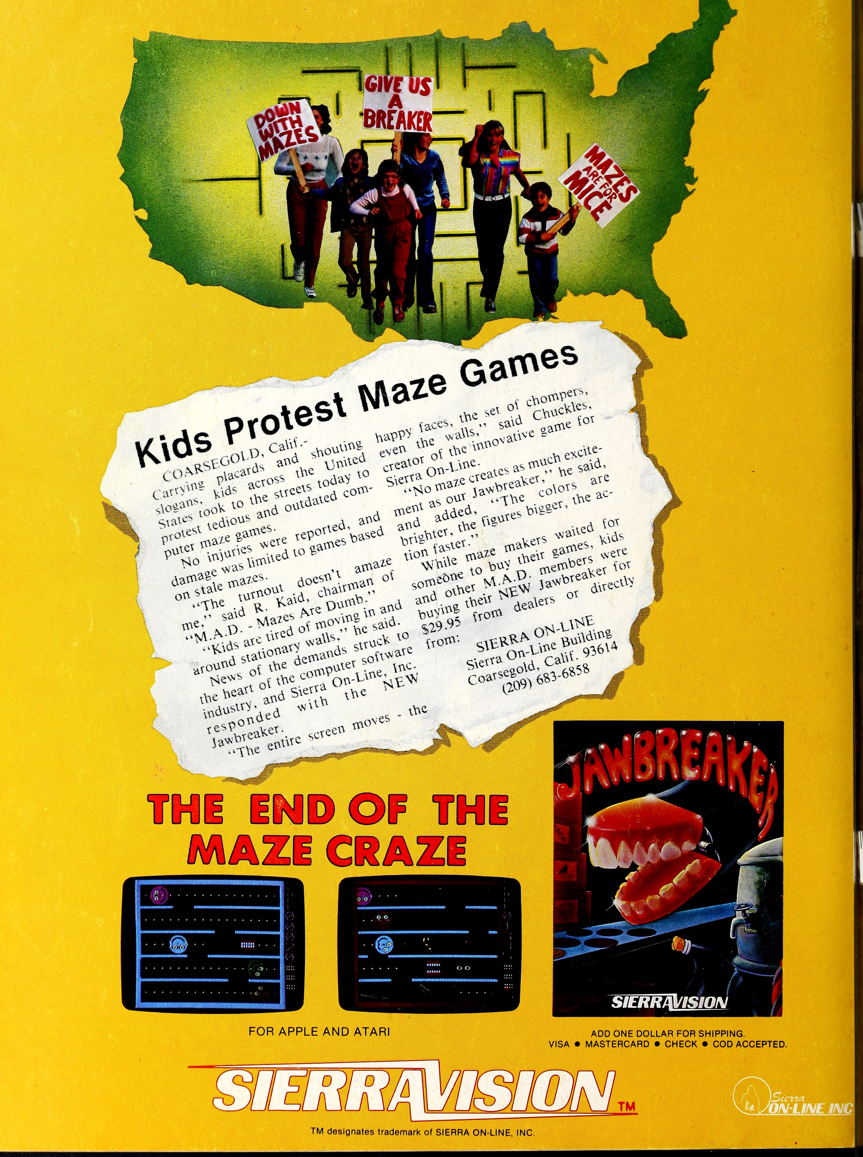 DOWN
WITH
MAZES
GIVE US
A
BREAKER
MAZES
ARE FOR
MICE
Kids Protest Maze Games
COARSEGOLD, Calif.-
Carrying placards and shouting
slogans, kids across the United
States took to the streets today to
protest tedious and outdated com-
puter maze games.
No injuries were reported, and
damage was limited to games based
on stale mazes.
"The turnout doesn't amaze
me," said R. Kaid, chairman of
"M.A.D. - Mazes Are Dumb."
"Kids are tired of moving in and
around stationary walls," he said.
News of the demands struck to
the heart of the computer software
industry, and Sierra On-Line, Inc.
responded with the NEW
Jawbreaker.
"The entire screen moves - the
happy faces, the set of chompers,
even the walls," said Chuckles,
creator of the innovative game for
Sierra On-Line.
"No maze creates as much excite-
ment as our Jawbreaker," he said,
and added, "The colors are
brighter, the figures bigger, the ac-
tion faster."
While maze makers waited for
someone to buy their games, kids
and other M.A.D. members were
buying their NEW Jawbreaker for
$29.95 from dealers or directly
from:
SIERRA ON-LINE
Sierra On-Line Building
Coarsegold, Calif. 93614
(209) 683-6858
THE END OF THE
MAZE CRAZE
JAWBREAKER
SIERRAVISION
FOR APPLE AND ATARI
ADD ONE DOLLAR FOR SHIPPING.
VISA ● MASTERCARD ● CHECK ● COD ACCEPTED.
SIERRAVISION TM
Sierra
ON-LINE INC
TM designates trademark of SIERRA ON-LINE, INC.